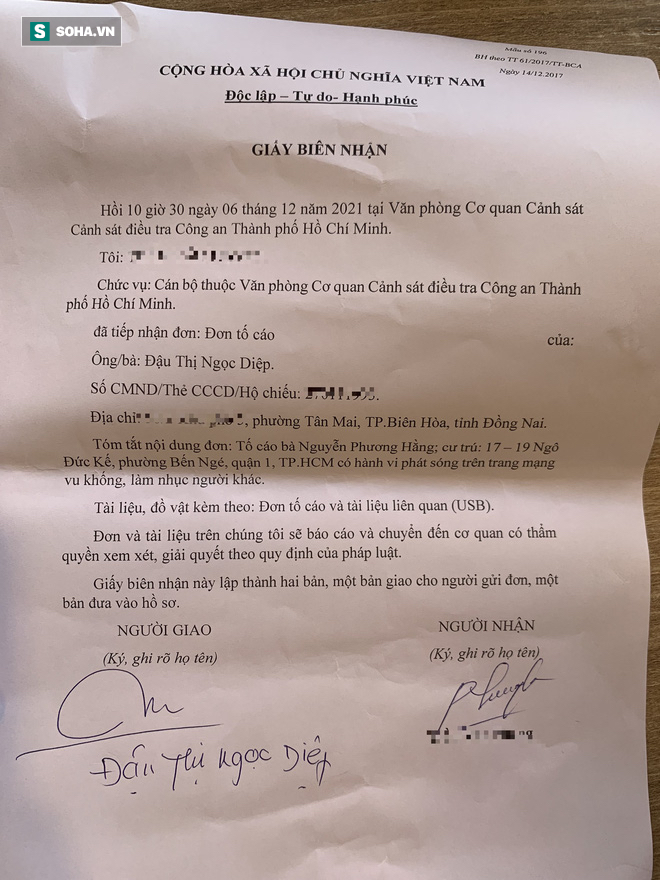 SOHA.VN
Mẫu số 196
BH theo TT 61/2017/TT-BCA
Ngày 14/12.2017
CỘNG HÒA XÃ HỘI CHỦ NGHĨA VIỆT NAM
Độc lập – Tự do- Hạnh phúc
GIẤY BIÊN NHẬN
Hồi 10 giờ 30 ngày 06 tháng 12 năm 2021 tại Văn phòng Cơ quan Cảnh sát
Cảnh sát điều tra Công an Thành phố Hồ Chí Minh.
Tôi:
Chức vụ: Cán bộ thuộc Văn phòng Cơ quan Cảnh sát điều tra Công an Thành
phố Hồ Chí Minh.
đã tiếp nhận đơn: Đơn tố cáo của:
Ông/bà: Đậu Thị Ngọc Diệp.
Số CMND/Thẻ CCCD/Hộ chiếu:
Địa chỉ , phường Tân Mai, TP.Biên Hòa, tỉnh Đồng Nai.
Tóm tắt nội dung đơn: Tố cáo bà Nguyễn Phương Hằng; cư trú: 17 – 19 Ngô
Đức Kế, phường Bến Ngé, quận 1, TP.HCM có hành vi phát sóng trên trang mạng
vu khống, làm nhục người khác.
Tài liệu, đồ vật kèm theo: Đơn tố cáo và tài liệu liên quan (USB).
Đơn và tài liệu trên chúng tôi sẽ báo cáo và chuyển đến cơ quan có thẩm
quyền xem xét, giải quyết theo quy định của pháp luật.
Giấy biên nhận này lập thành hai bản, một bản giao cho người gửi đơn, một
bản đưa vào hồ sơ.
NGƯỜI GIAO
(Ký, ghi rõ họ tên)
NGƯỜI NHẬN
(Ký, ghi rõ họ tên)
Đậu Thị Ngọc Diệp